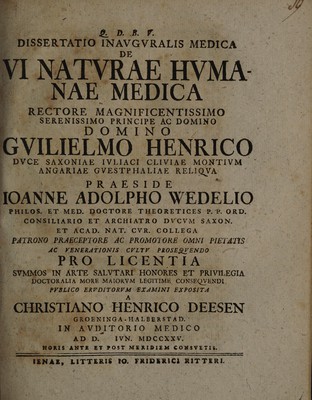 Q. D. B. V.
DISSERTATIO INAVGVRALIS MEDICA
DE
VI NATVRAE HVMA-
NAE MEDICA
RECTORE MAGNIFICENTISSIMO
SERENISSIMO PRINCIPE AC DOMINO
DOMINO
GVILIELMO HENRICO
DVCE SAXONIAE IVLIACI CLIVIAE MONTIVM
ANGARIAE GVESTPHALIAE RELIQVA
PRAESIDE
IOANNE ADOLPHO WEDELIO
PHILOS. ET MED. DOCTORE THEORETICES P. P. ORD.
CONSILIARIO ET ARCHIATRO DVCVM SAXON.
ET ACAD. NAT. CVR. COLLEGA
PATRONO PRAECEPTORE AC PROMOTORE OMNI PIETATIS
AC VENERATIONIS CVLTV PROSEQVENDO
PRO LICENTIA
SVMMOS IN ARTE SALVTARI HONORES ET PRIVILEGIA
DOCTORALIA MORE MAIORVM LEGITIME CONSEQVENDI
PVBLICO ERVDITORVM EXAMINI EXPOSITA
A
CHRISTIANO HENRICO DEESEN
GROENINGA-HALBERSTAD.
IN AVDITORIO MEDICO
AD D. IVN. MDCCXXV.
HORIS ANTE ET POST MERIDIEM CONSVETIS.
IENAE, LITTERIS IO. FRIDERICI RITTERI.